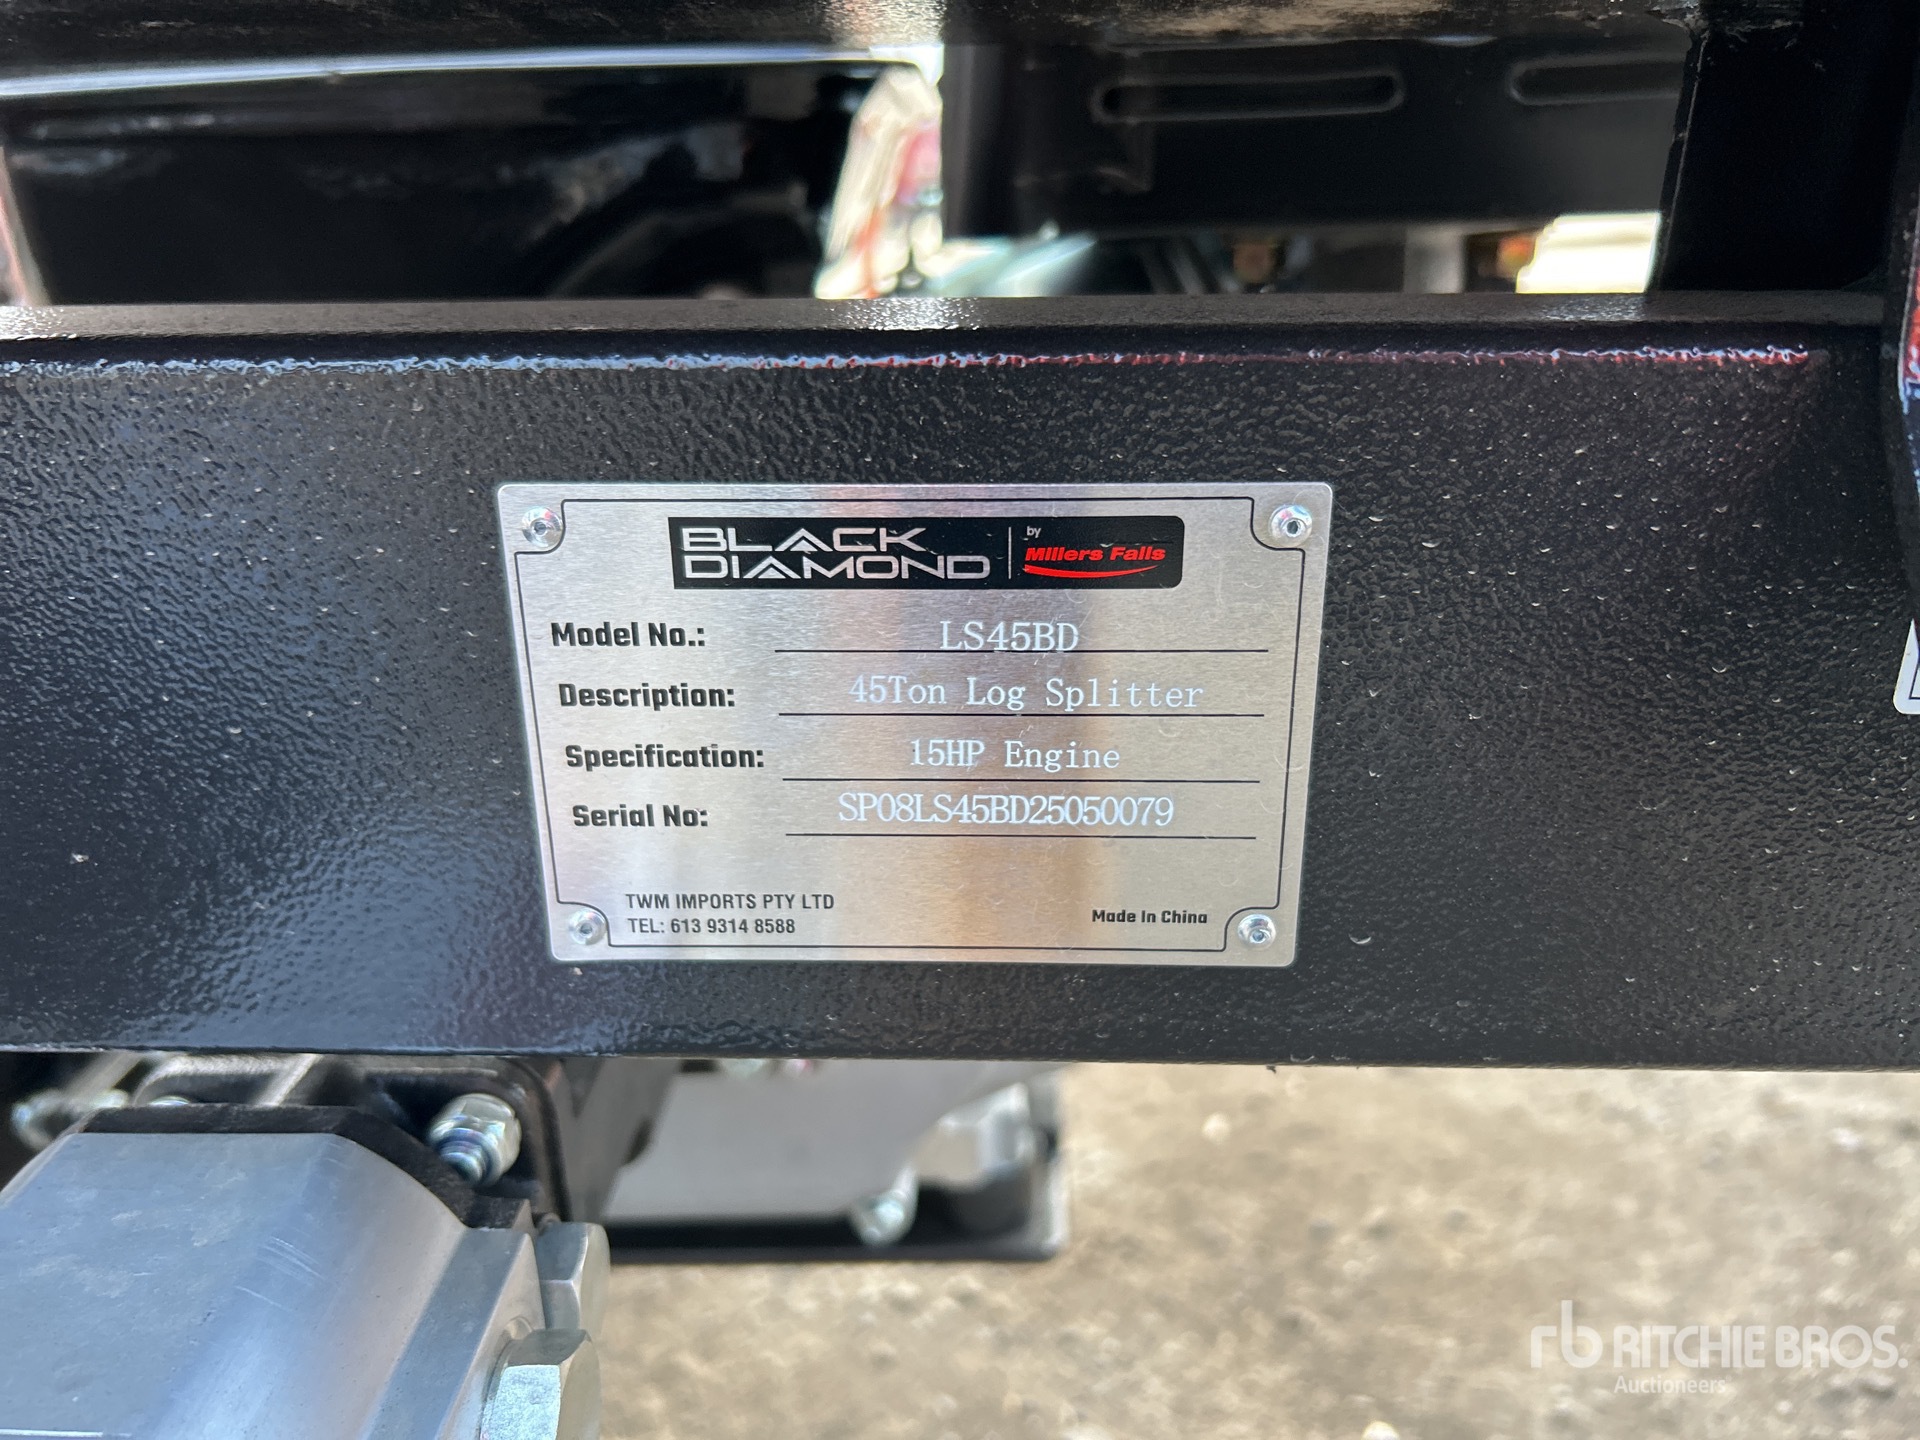 BLACK DIAMOND
by
Millers Falls
Model No.: LS45BD
Description: 45Ton Log Splitter
Specification: 15HP Engine
Serial No: SP08LS45BD25050079
TWM IMPORTS PTY LTD
TEL: 613 9314 8588
Made In China
rb RITCHIE BROS.
Auctioneers